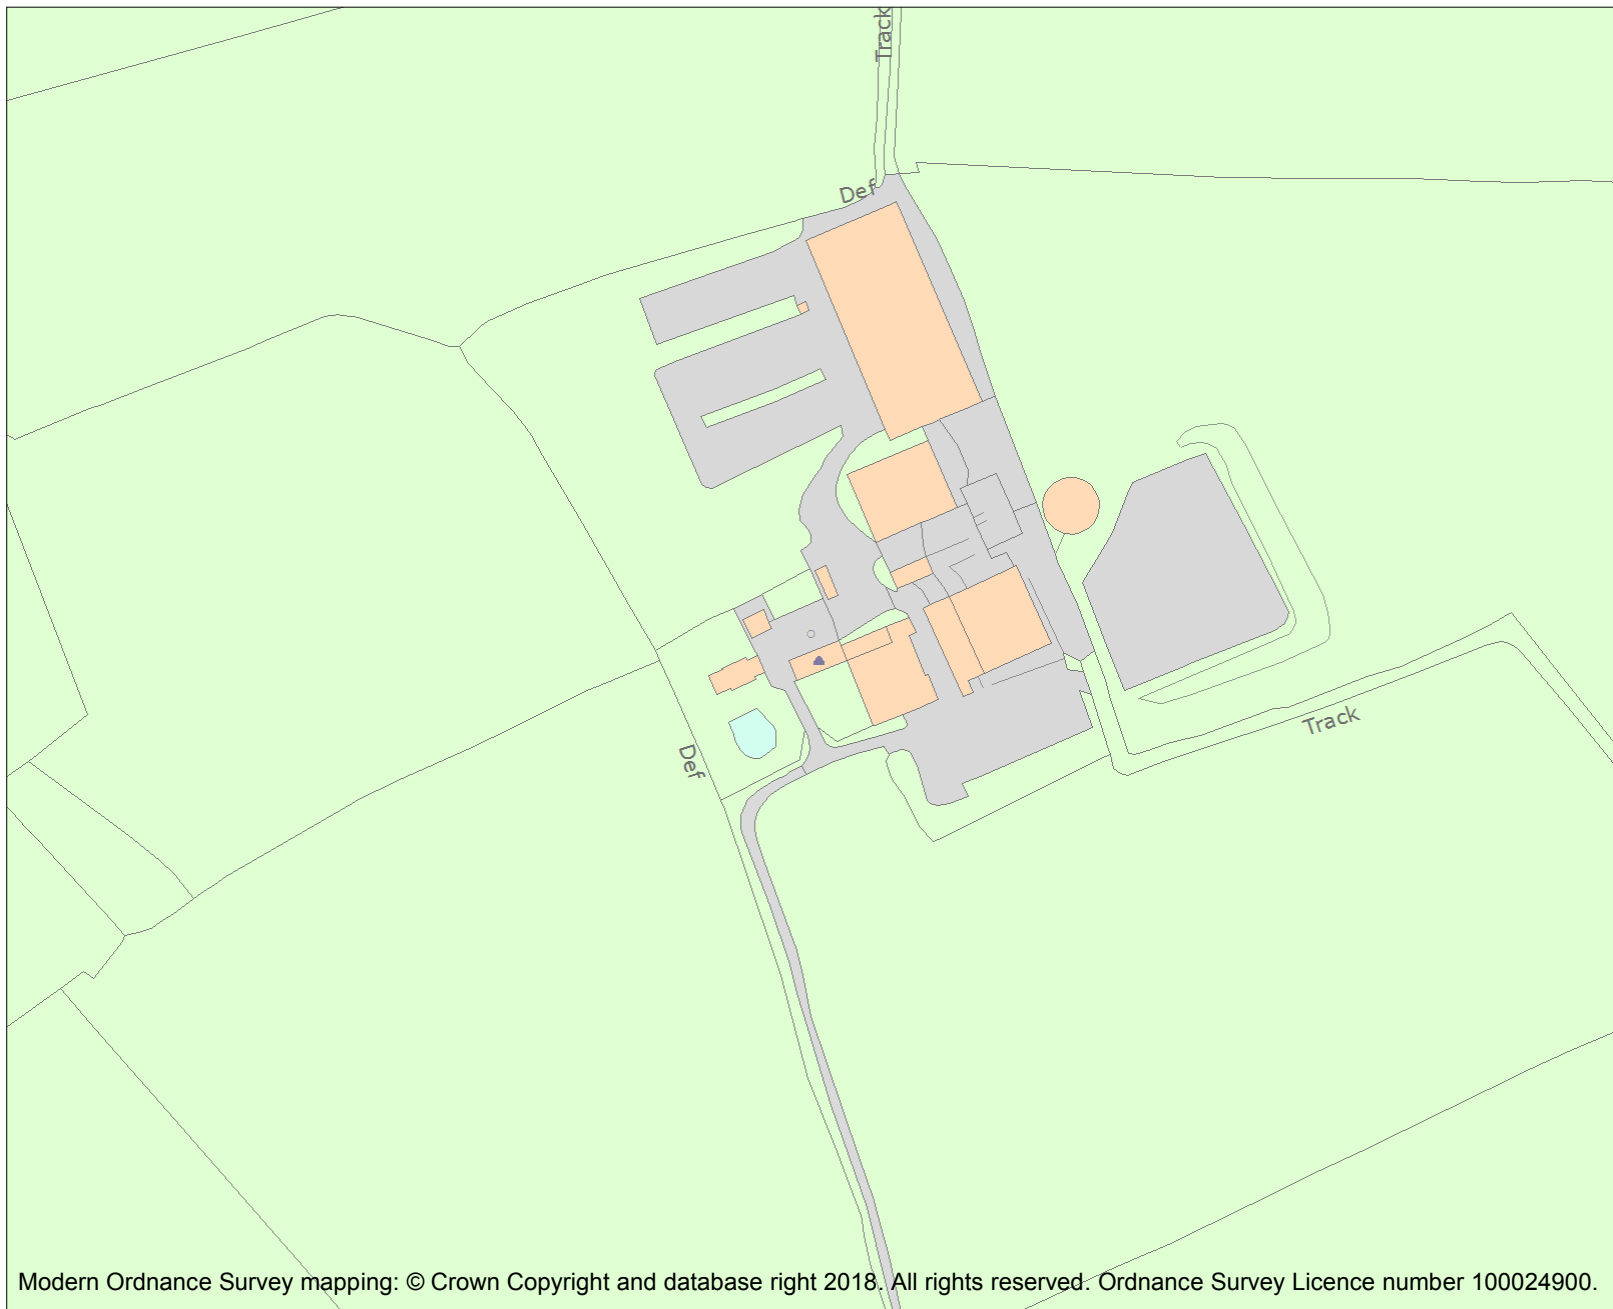 Track
Def
Track
Def
Modern Ordnance Survey mapping: © Crown Copyright and database right 2018. All rights reserved. Ordnance Survey Licence number 100024900.